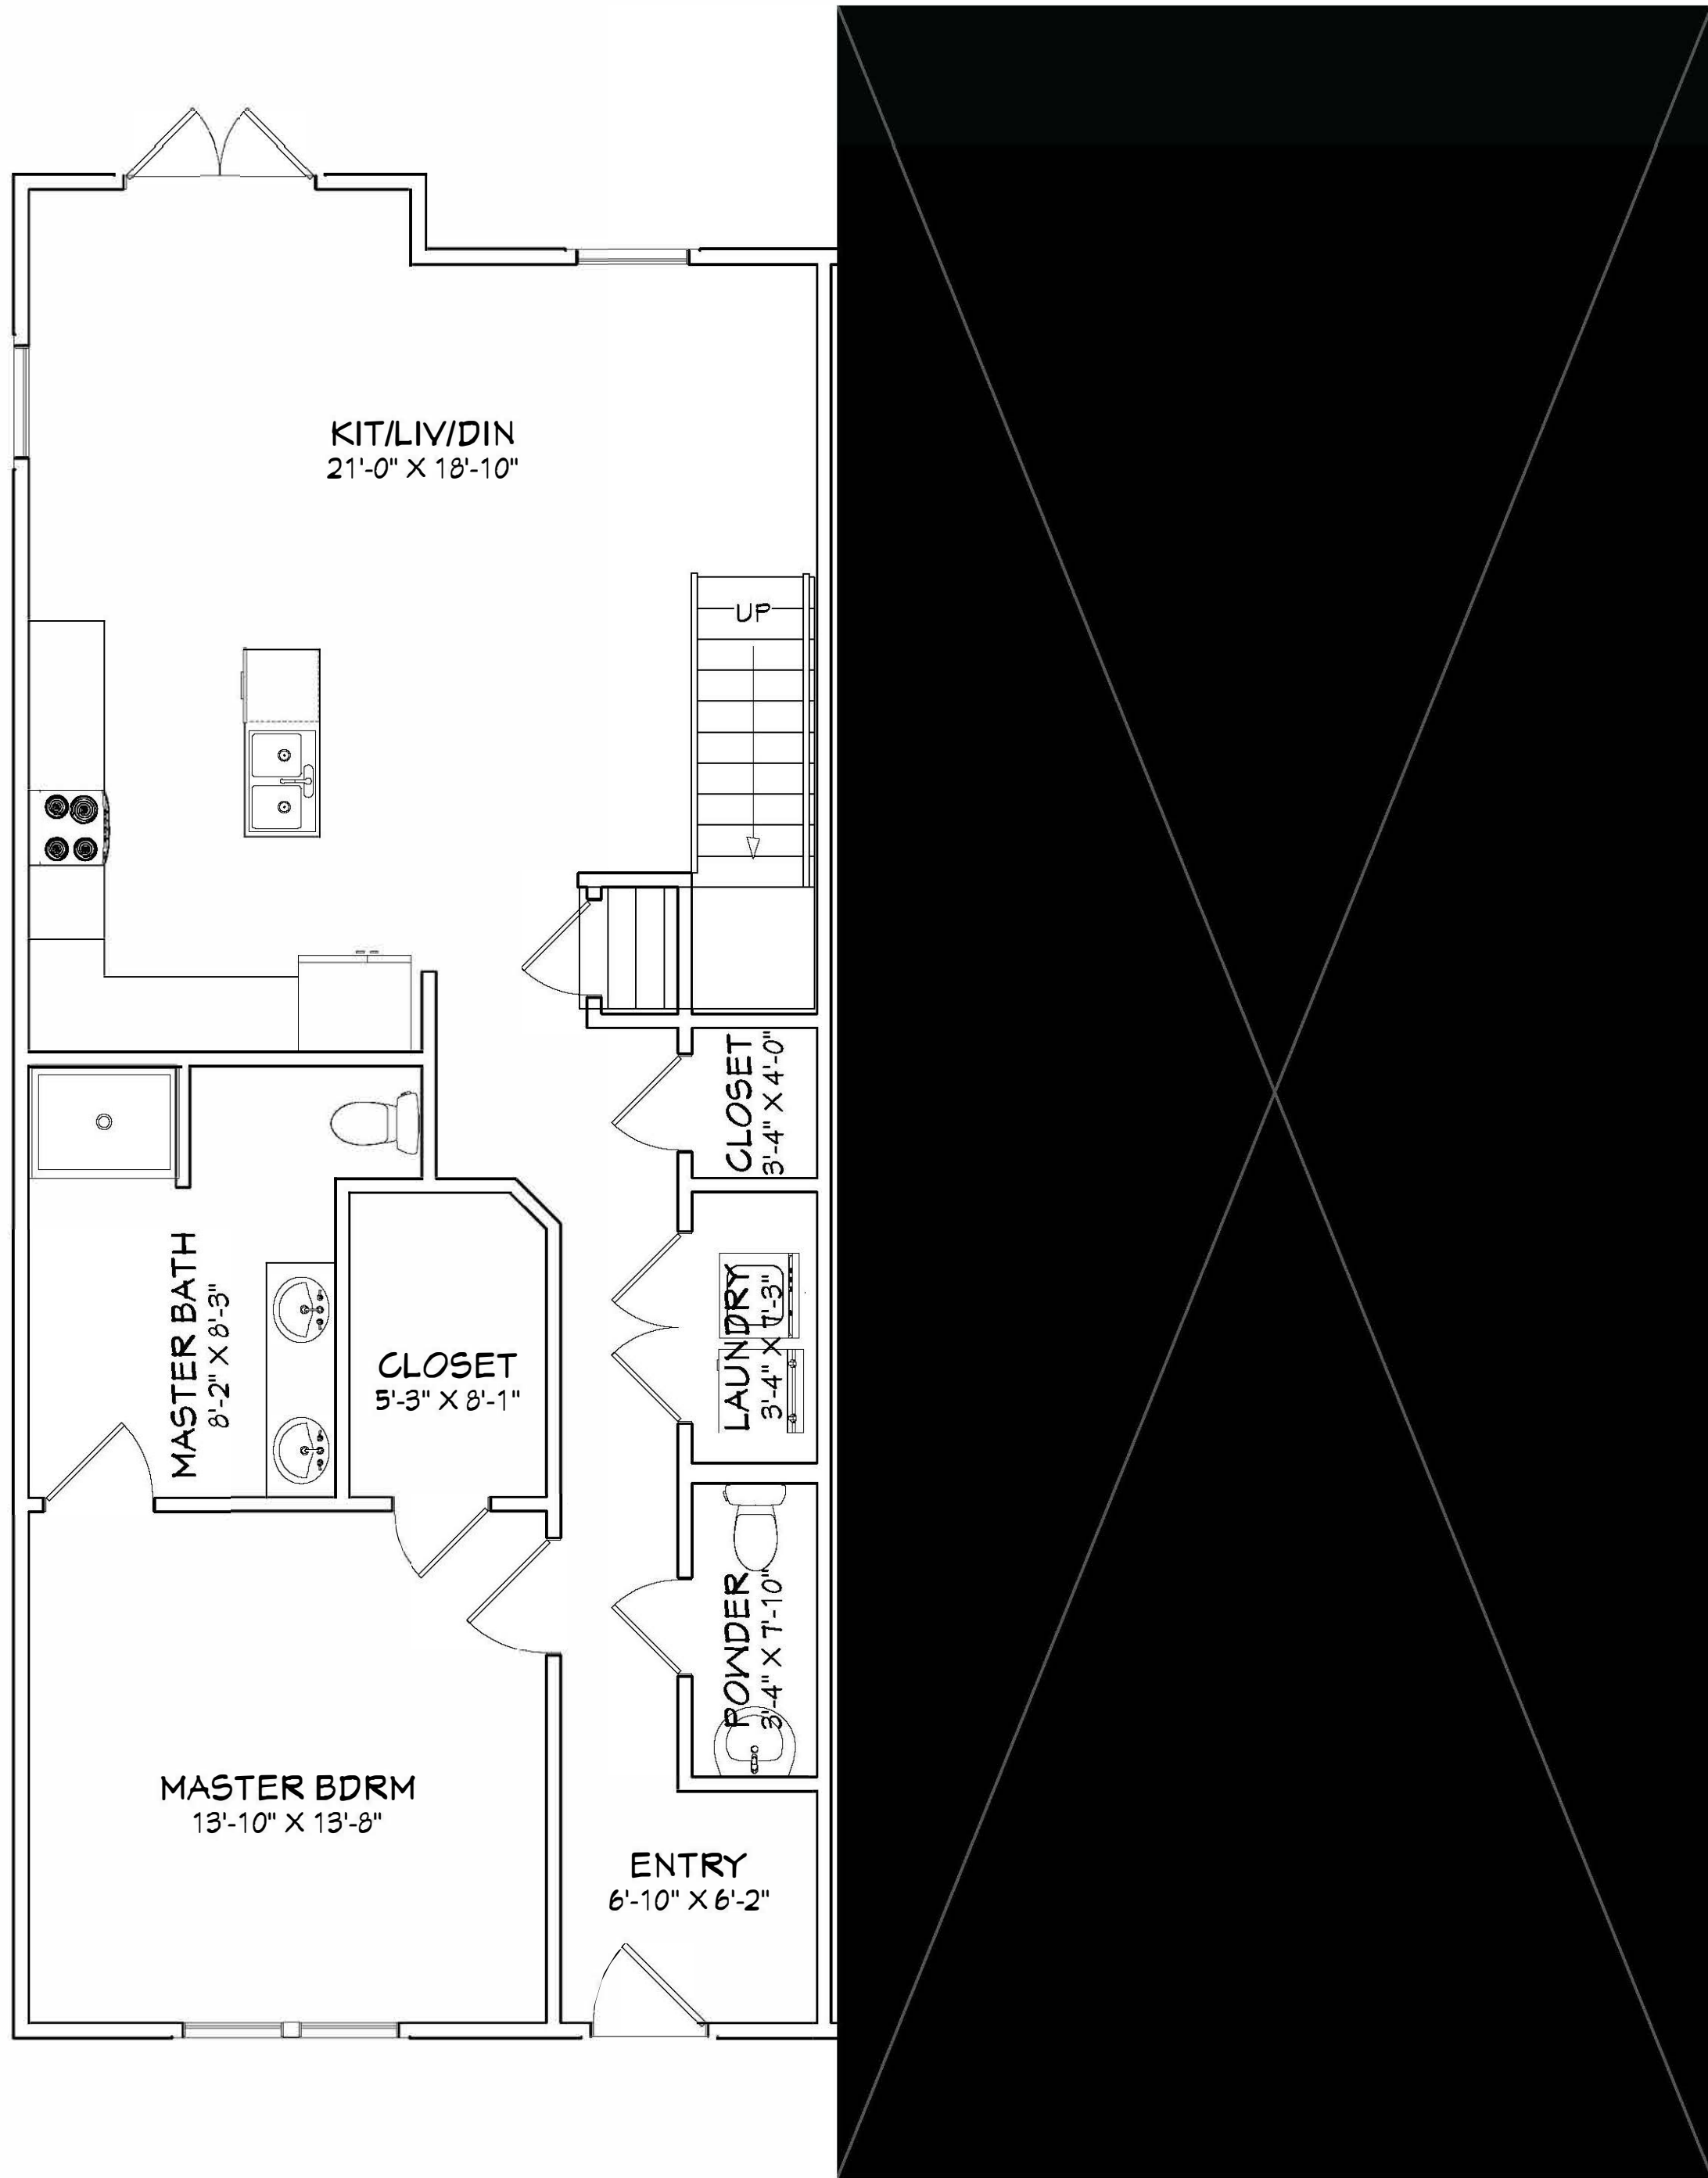 KIT/LIV/DIN
21'-0" X 18'-10"
UP
CLOSET
3'-4" X 4'-0"
MASTER BATH
8'-2" X 8'-3"
CLOSET
5'-3" X 8'-1"
LAUNDRY
3'-4" X 7'-3"
POWDER
3'-4" X 7'-10"
MASTER BDRM
13'-10" X 13'-8"
ENTRY
6'-10" X 6'-2"